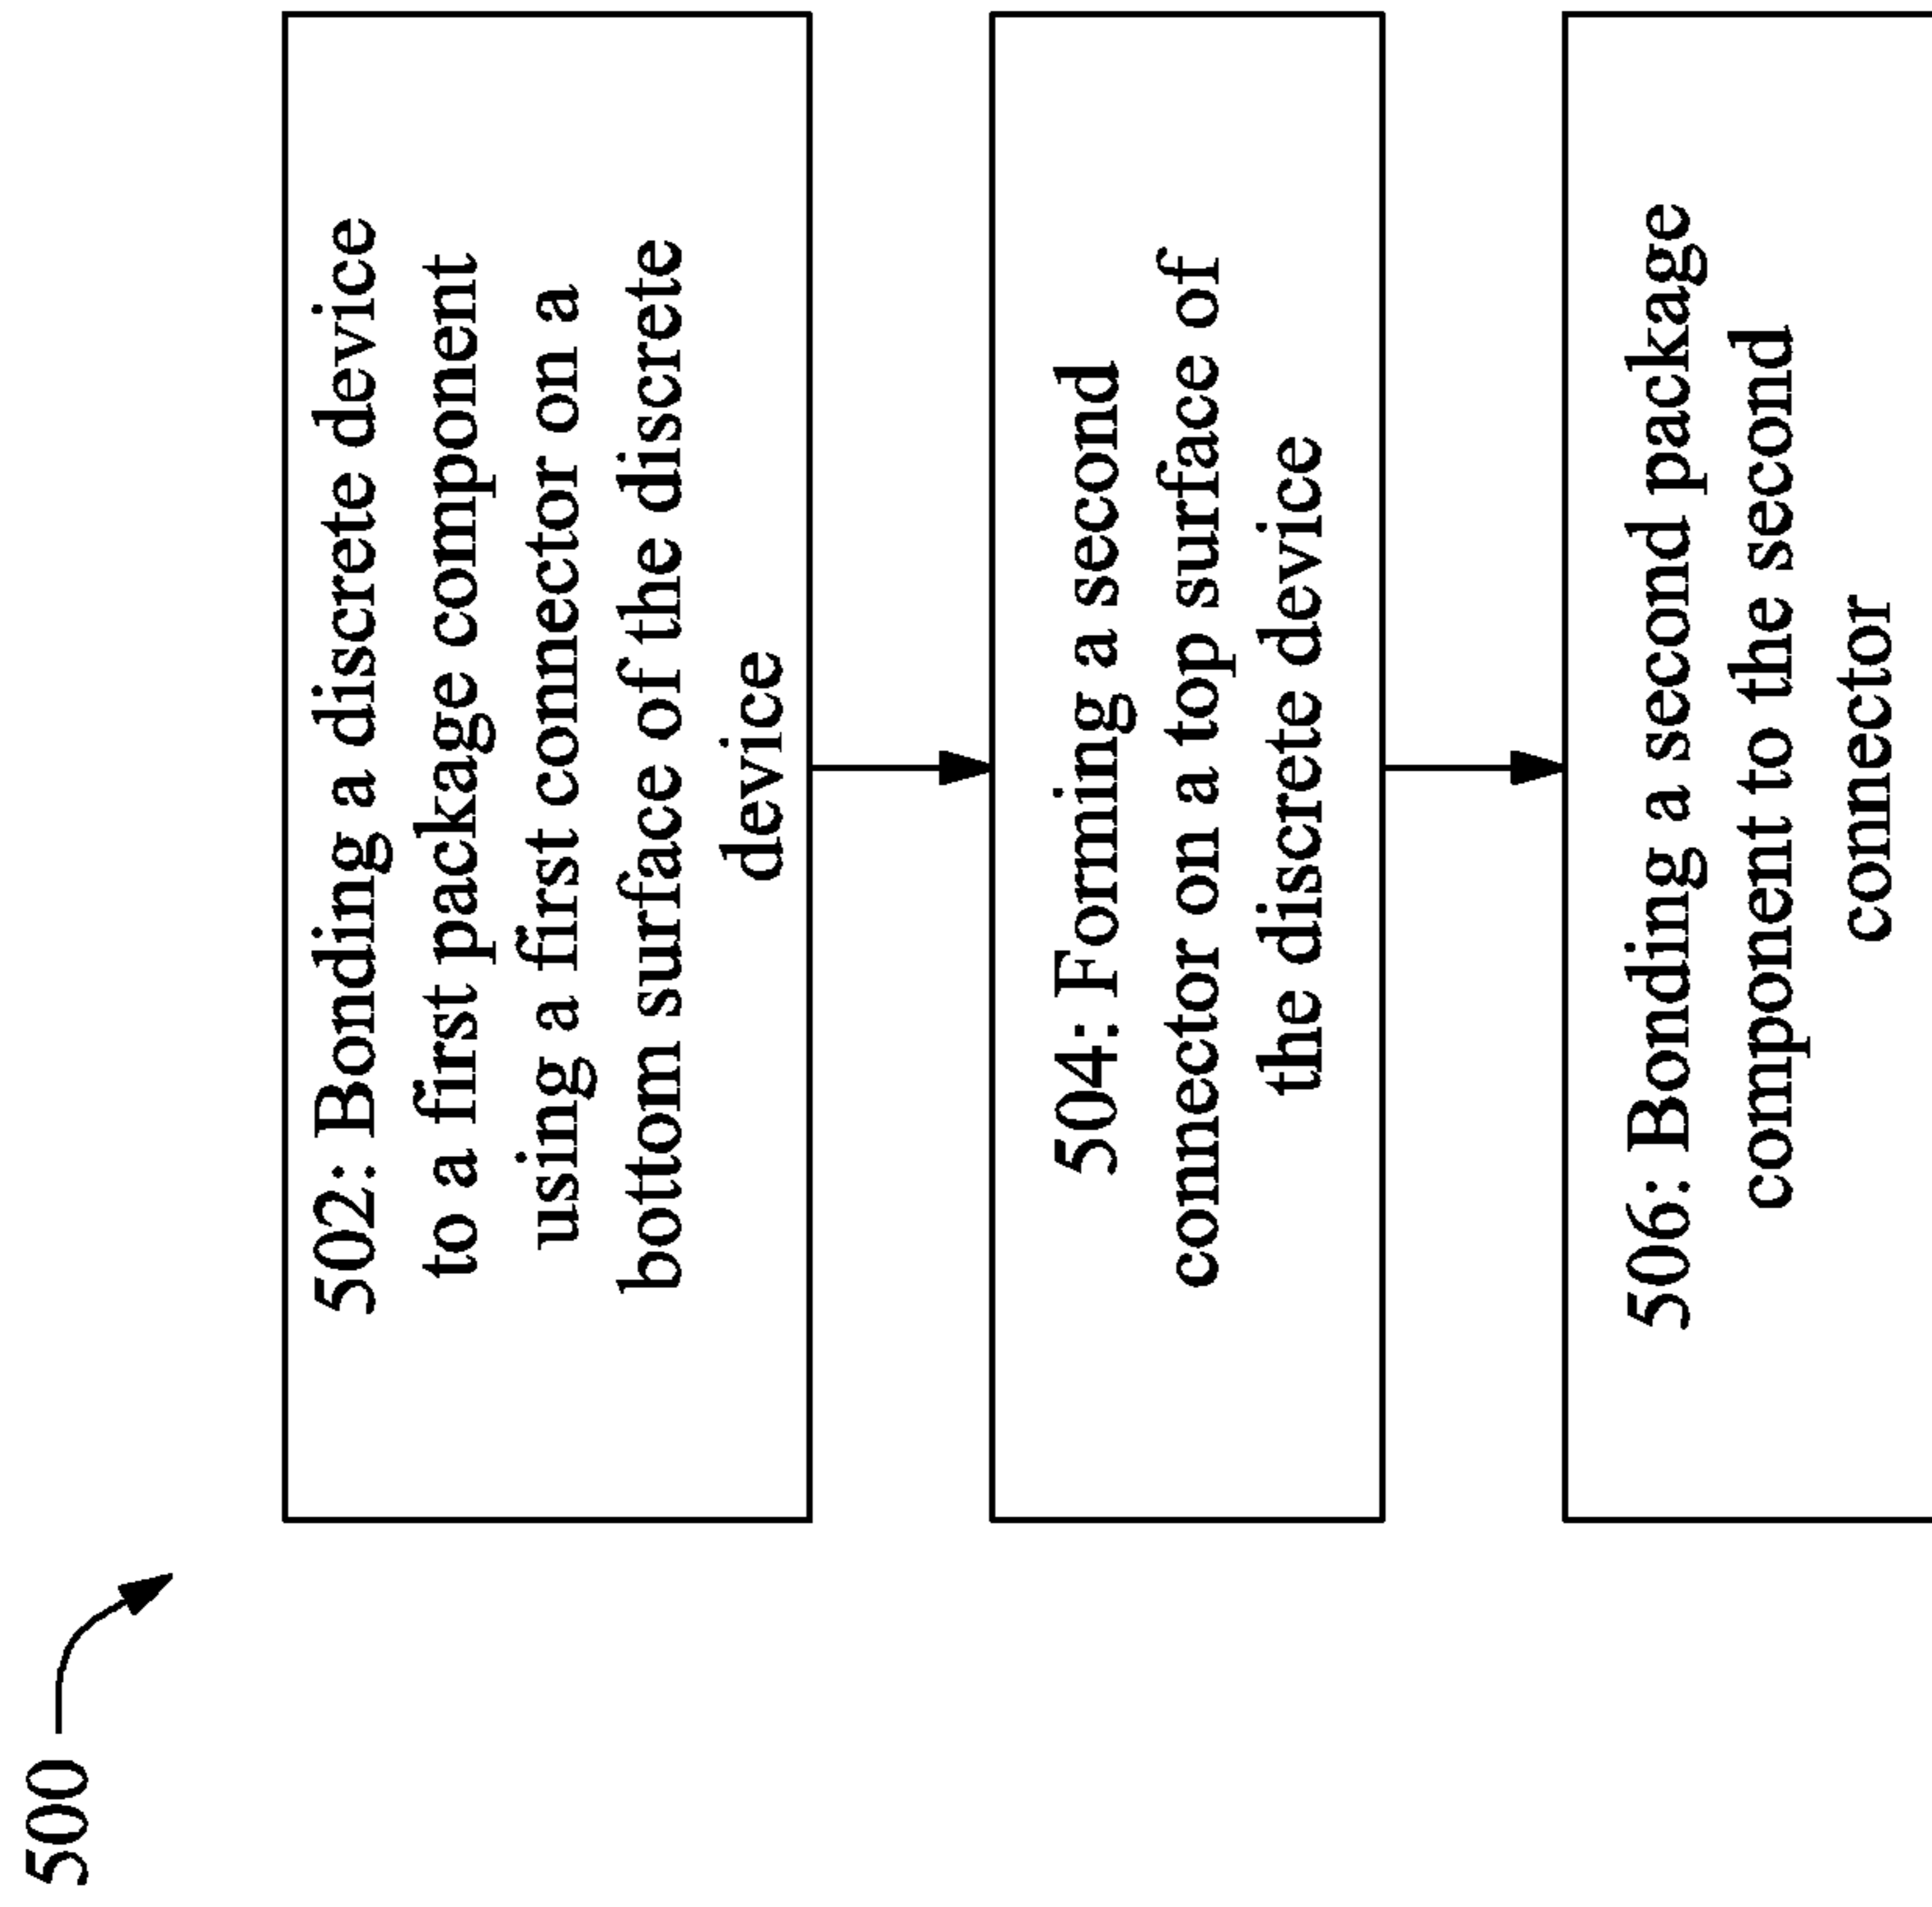 500
502: Bonding a discrete device
to a first package component
using a first connector on a
bottom surface of the discrete
device
504: Forming a second
connector on a top surface of
the discrete device
506: Bonding a second package
component to the second
connector